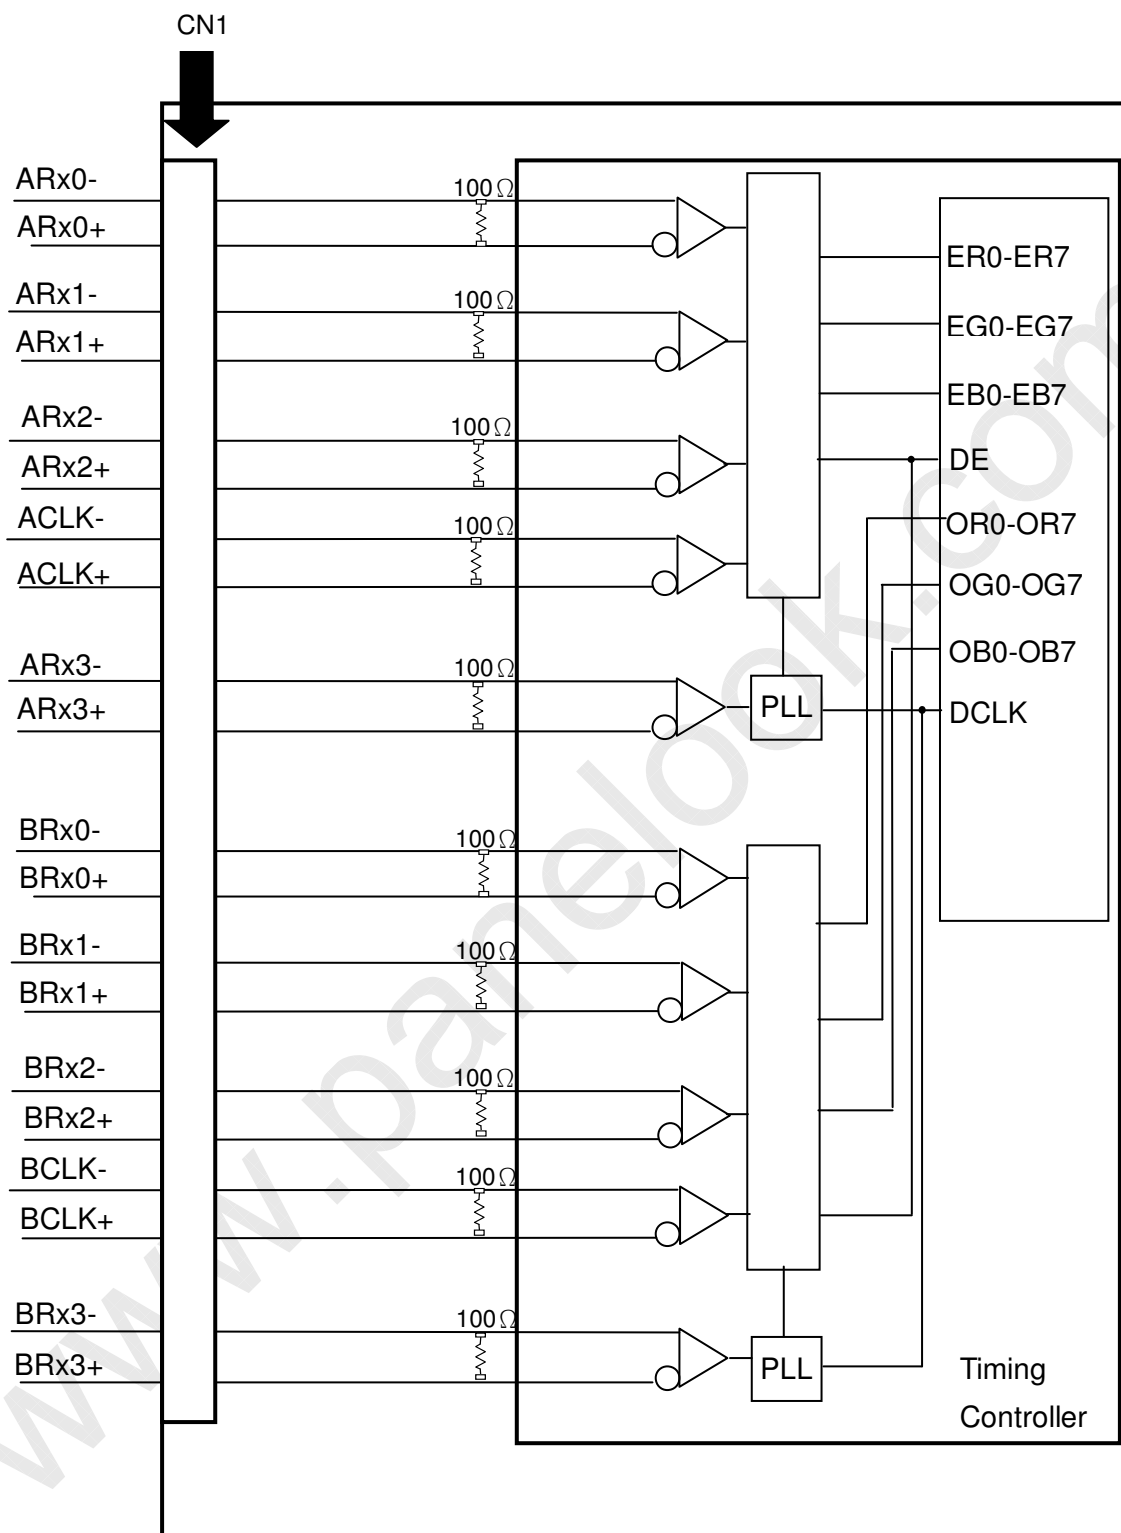 CN1
ARx0-
100Ω
ARx0+
ER0-ER7
ARx1-
100Ω
EG0-EG7
ARx1+
EB0-EB7
ARx2-
100Ω
ARx2+
DE
ACLK-
100Ω
OR0-OR7
ACLK+
OG0-OG7
ARx3-
100Ω
OB0-OB7
ARx3+
PLL
DCLK
BRx0-
100Ω
BRx0+
BRx1-
100Ω
BRx1+
BRx2-
100Ω
BRx2+
BCLK-
100Ω
BCLK+
BRx3-
100Ω
BRx3+
PLL
Timing
Controller
www.panelook.com